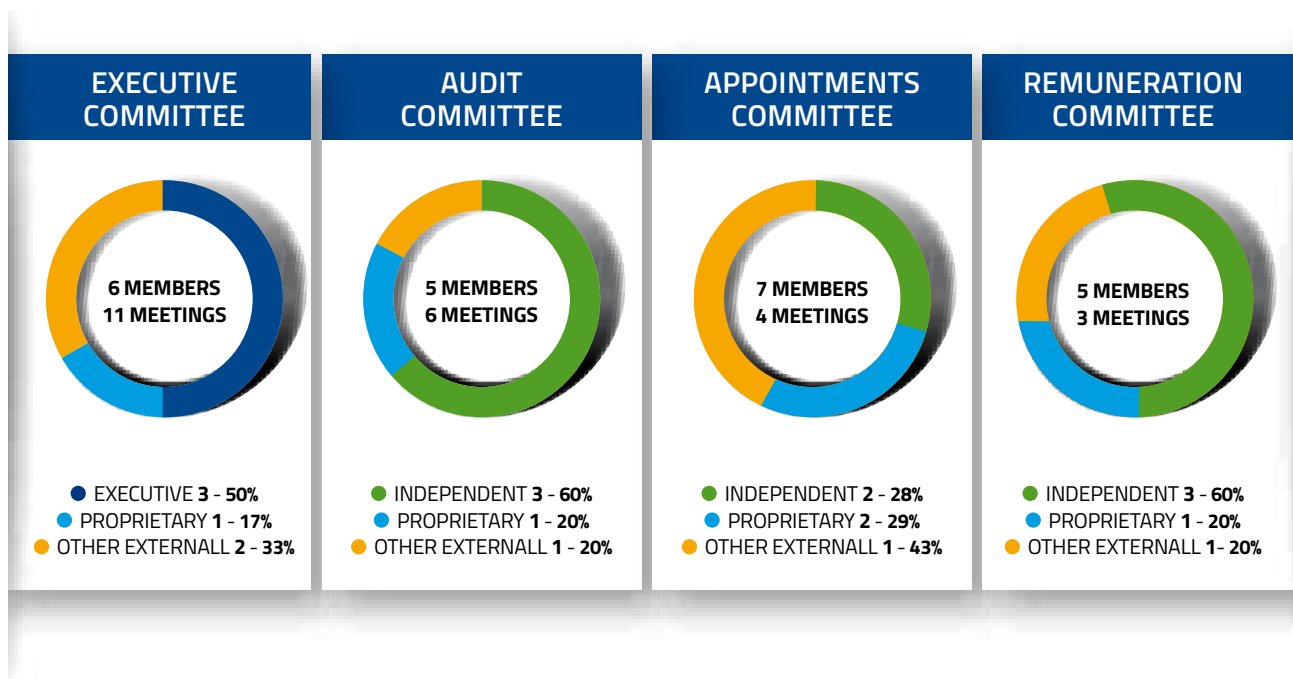 EXECUTIVE
COMMITTEE
6 MEMBERS
11 MEETINGS
EXECUTIVE 3 - 50%
PROPRIETARY 1 - 17%
OTHER EXTERNALL 2 - 33%
AUDIT
COMMITTEE
5 MEMBERS
6 MEETINGS
INDEPENDENT 3 - 60%
PROPRIETARY 1 - 20%
OTHER EXTERNALL 1 - 20%
APPOINTMENTS
COMMITTEE
7 MEMBERS
4 MEETINGS
INDEPENDENT 2 - 28%
PROPRIETARY 2 - 29%
OTHER EXTERNALL 1 - 43%
REMUNERATION
COMMITTEE
5 MEMBERS
3 MEETINGS
INDEPENDENT 3 - 60%
PROPRIETARY 1 - 20%
OTHER EXTERNALL 1- 20%